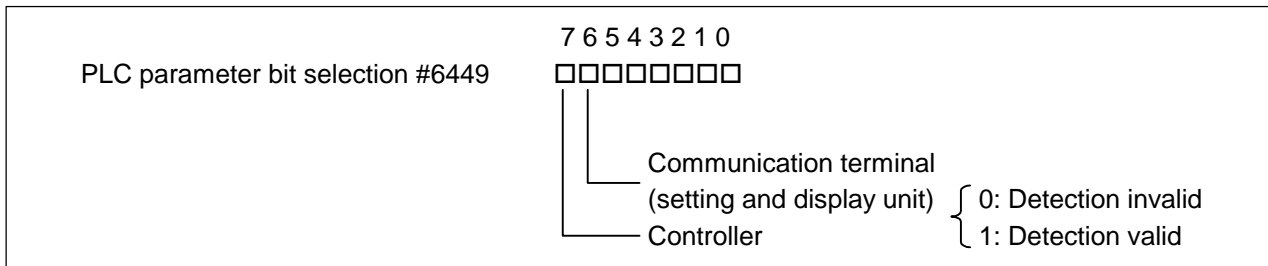 7 6 5 4 3 2 1 0
PLC parameter bit selection #6449
Communication terminal
(setting and display unit)
Controller
0: Detection invalid
1: Detection valid